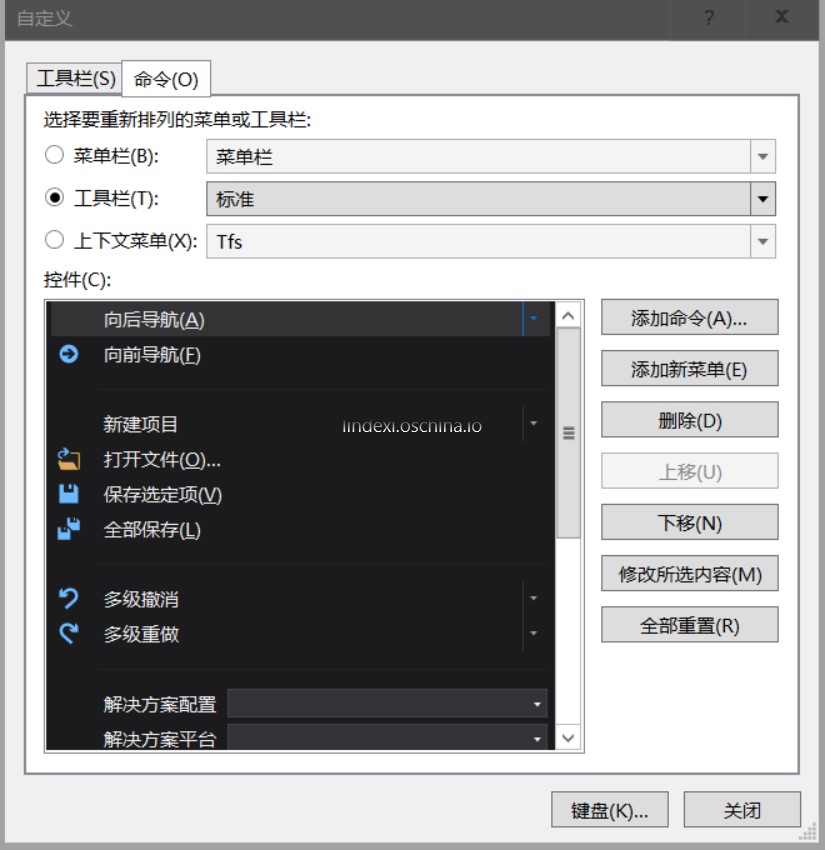 自定义
?
X
工具栏(S) 命令(O)
选择要重新排列的菜单或工具栏:
菜单栏(B): 菜单栏
工具栏(T): 标准
上下文菜单(X): Tfs
控件(C):
向后导航(A) 添加命令(A)...
向前导航(F) 添加新菜单(E)
新建项目 lindexi.oschina.io 删除(D)
打开文件(O)... 上移(U)
保存选定项(V) 下移(N)
全部保存(L) 修改所选内容(M)
多级撤消 全部重置(R)
多级重做
解决方案配置
解决方案平台
键盘(K)... 关闭